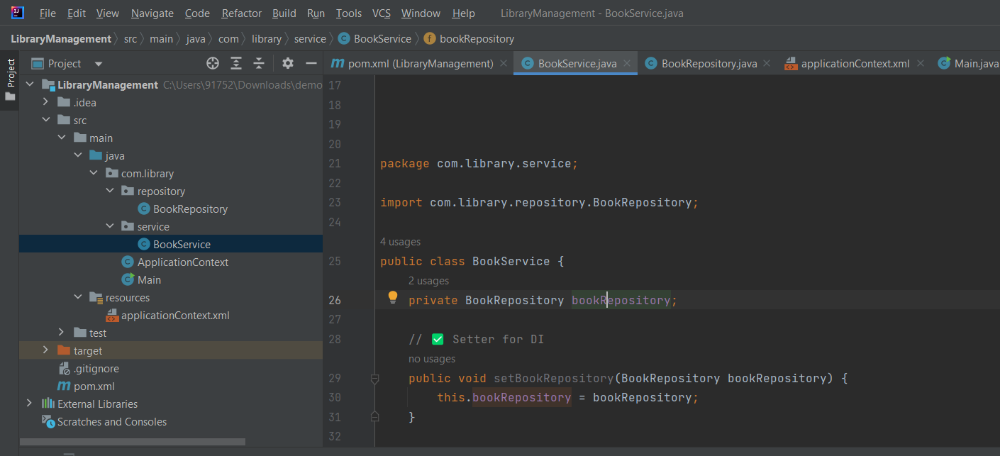 File Edit View Navigate Code Refactor Build Run Tools VCS Window Help LibraryManagement - BookService.java
LibraryManagement src main java com library service BookService bookRepository
Project
Project
pom.xml (LibraryManagement) BookService.java BookRepository.java applicationContext.xml Main.java
LibraryManagement C:\Users\91752\Downloads\demo
.idea
src
main
java
com.library
repository
BookRepository
service
BookService
ApplicationContext
Main
resources
applicationContext.xml
test
target
.gitignore
pom.xml
External Libraries
Scratches and Consoles
17
18
19
20
21 package com.library.service;
22
23 import com.library.repository.BookRepository;
24
4 usages
25 public class BookService {
2 usages
26 private BookRepository bookRepository;
27
28 // ✅ Setter for DI
no usages
29 public void setBookRepository(BookRepository bookRepository) {
30 this.bookRepository = bookRepository;
31 }
32